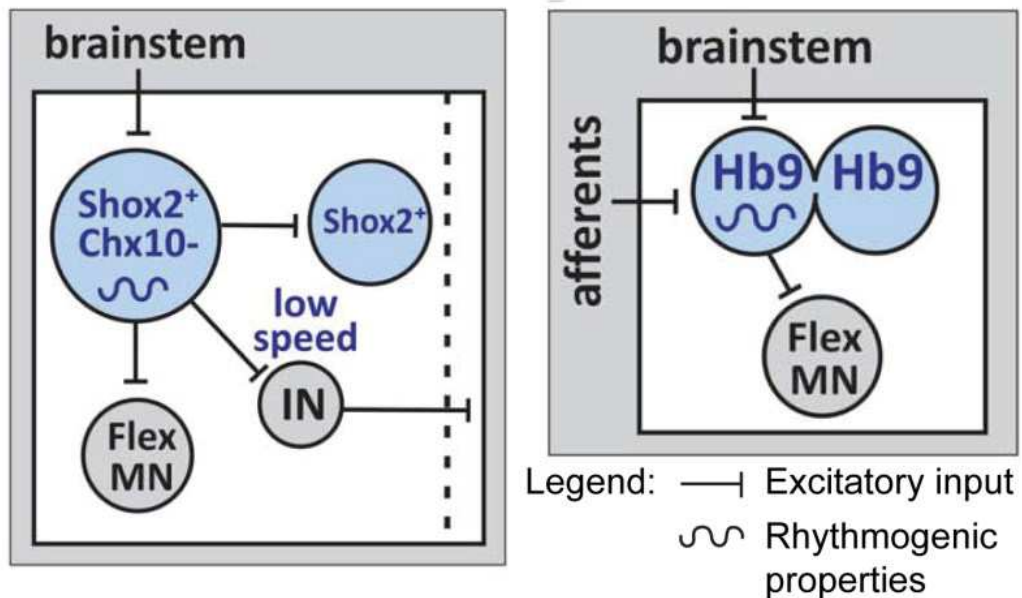 brainstem
Shox2⁺
Chx10-
Shox2⁺
low
speed
IN
Flex
MN
brainstem
afferents
Hb9
Hb9
Flex
MN
Legend:
Excitatory input
Rhythmogenic
properties